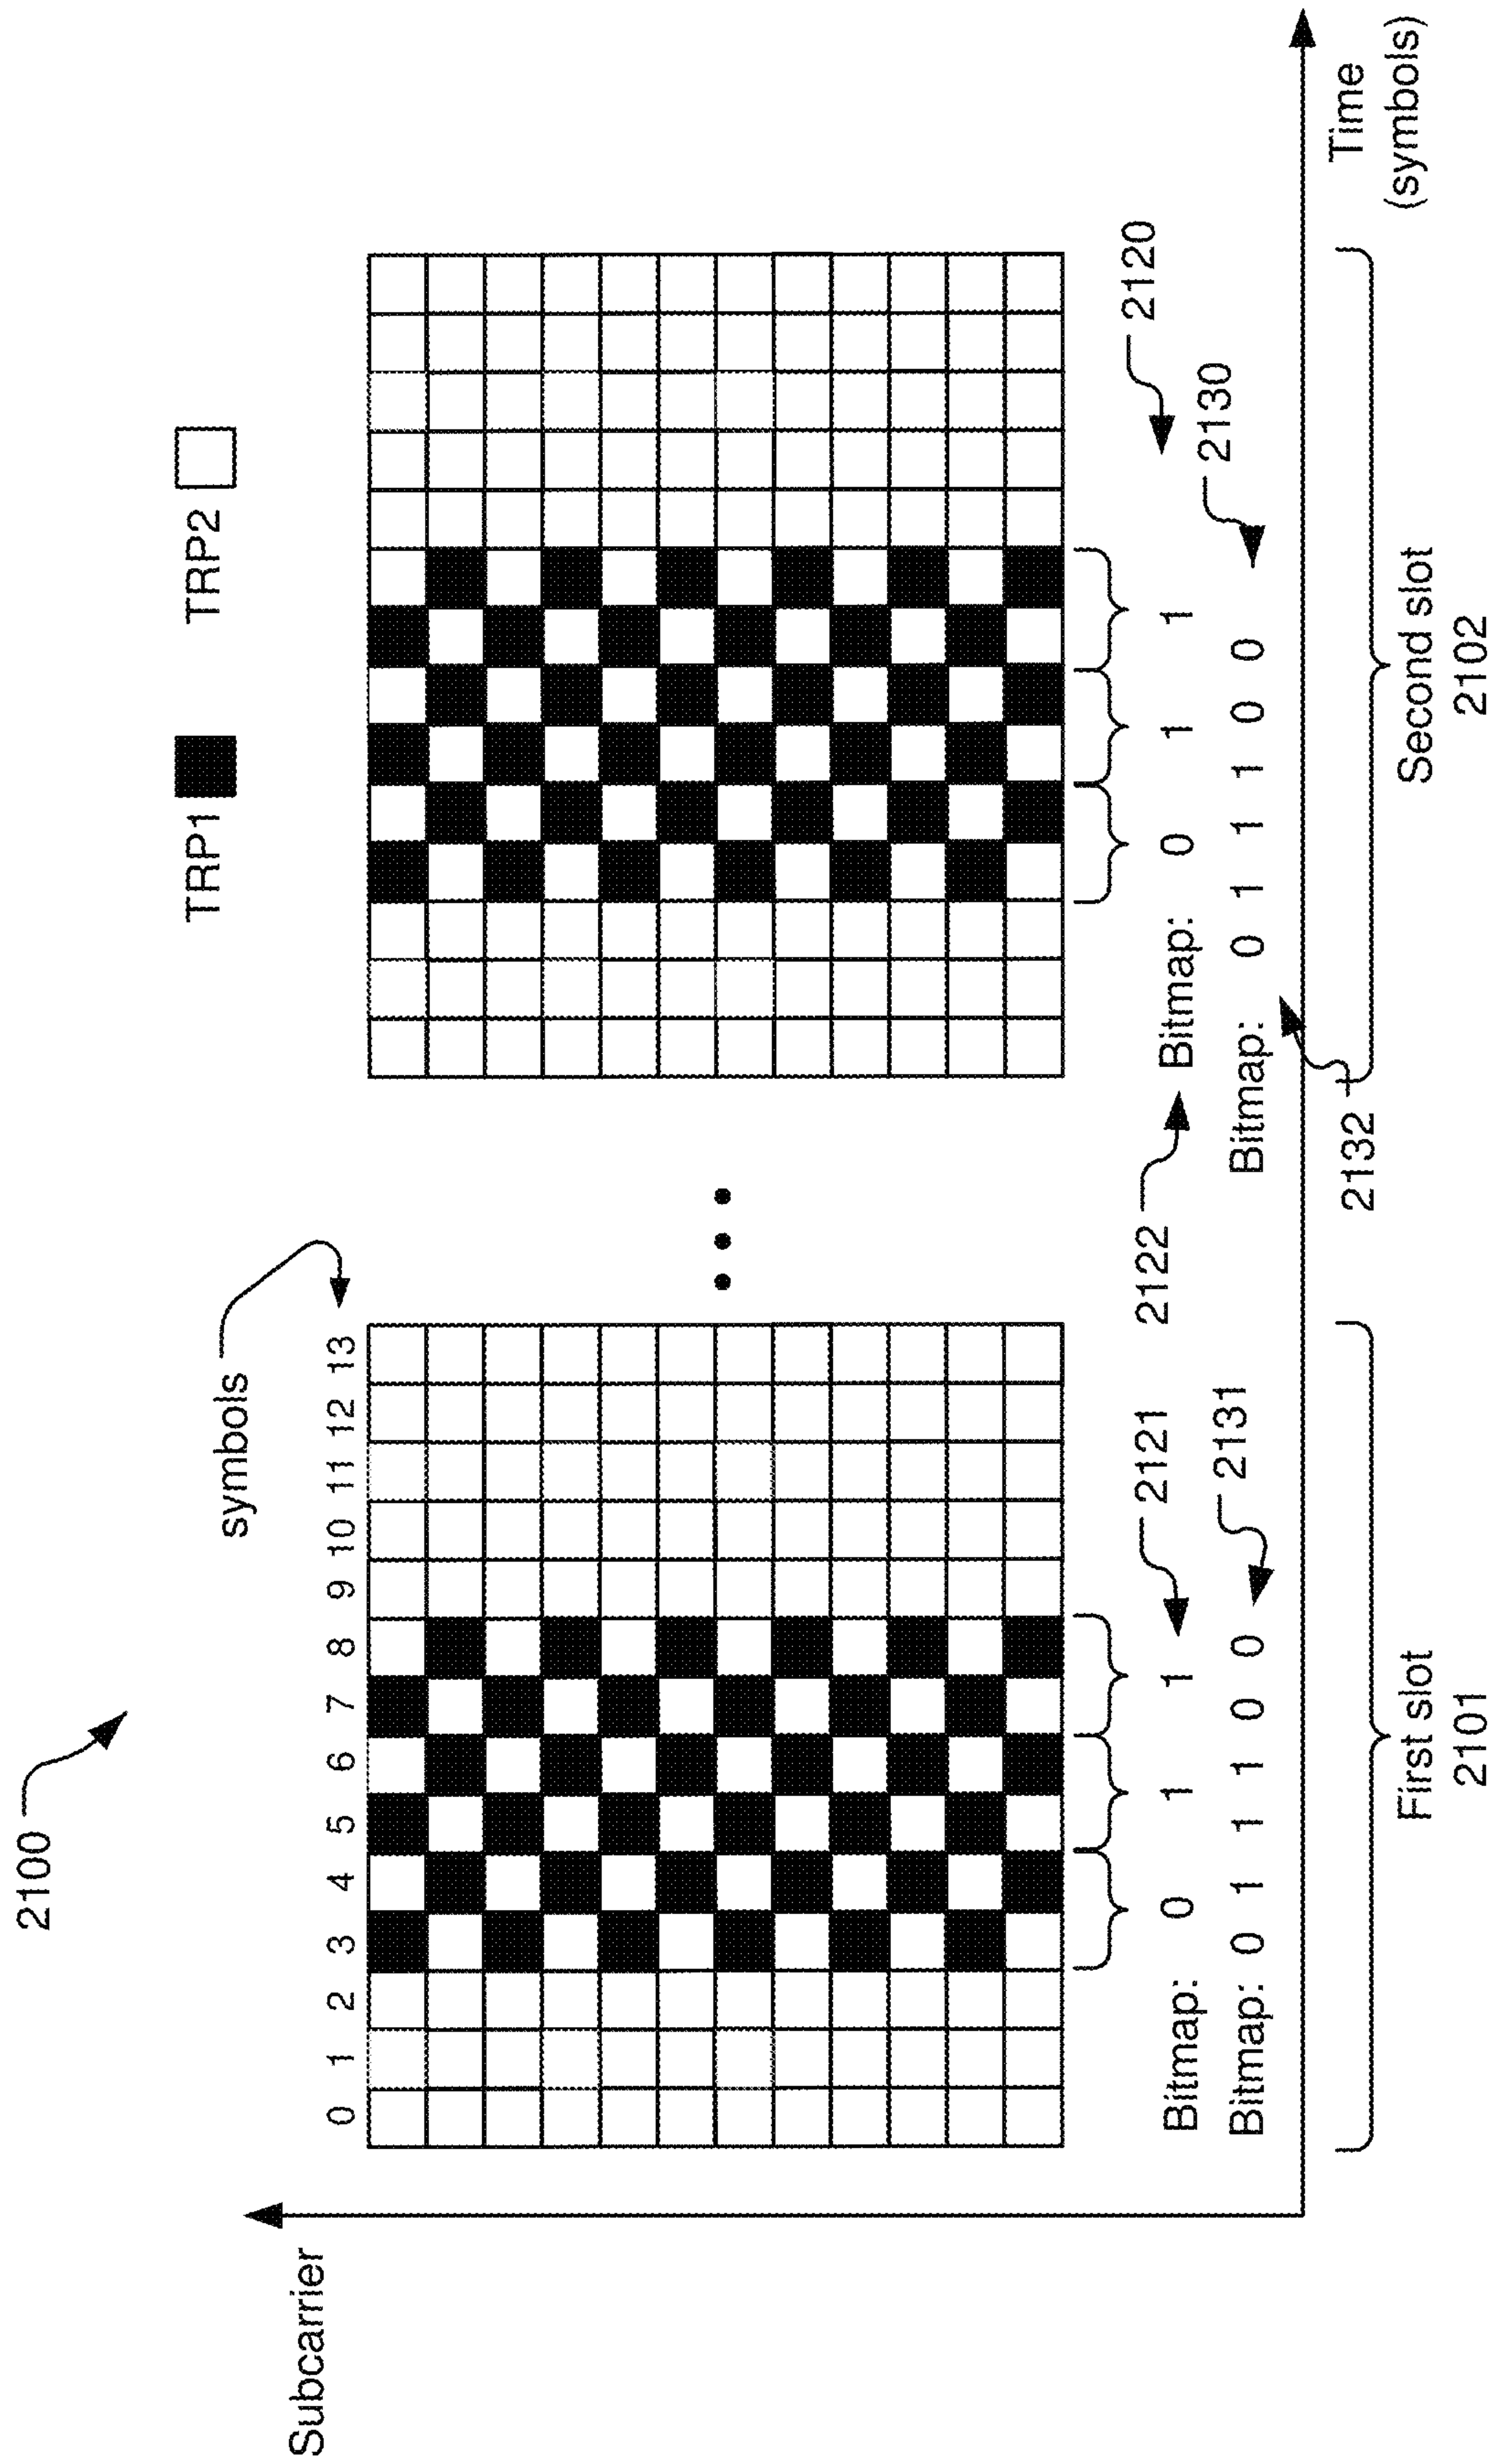 2100
TRP1
TRP2
symbols
Subcarrier
0 1 2 3 4 5 6 7 8 9 10 11 12 13
Bitmap: 0 1 1
2121
2122
Bitmap: 0 1 1
2120
Bitmap: 0 1 1 1 0 0
2131
Bitmap: 0 1 1 1 0 0
2130
2132
Time
(symbols)
First slot
2101
Second slot
2102